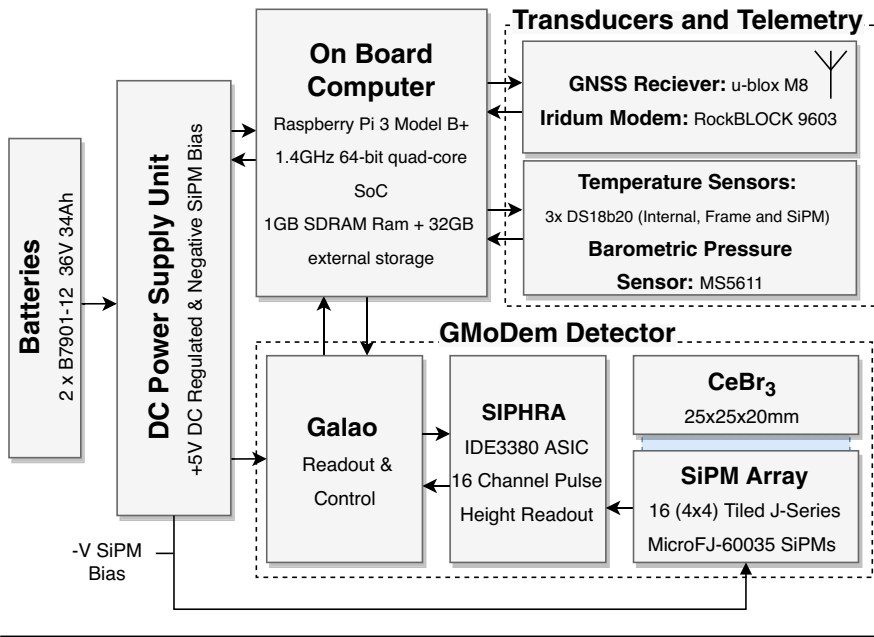 Transducers and Telemetry
On Board
Computer
Raspberry Pi 3 Model B+
1.4GHz 64-bit quad-core
SoC
1GB SDRAM Ram + 32GB
external storage
GNSS Reciever: u-blox M8
Iridum Modem: RockBLOCK 9603
Temperature Sensors:
3x DS18b20 (Internal, Frame and SiPM)
Barometric Pressure
Sensor: MS5611
Batteries
2 x B7901-12 36V 34Ah
DC Power Supply Unit
+5V DC Regulated & Negative SiPM Bias
GMoDem Detector
Galao
Readout &
Control
SIPHRA
IDE3380 ASIC
16 Channel Pulse
Height Readout
CeBr3
25x25x20mm
SiPM Array
16 (4x4) Tiled J-Series
MicroFJ-60035 SiPMs
-V SiPM
Bias